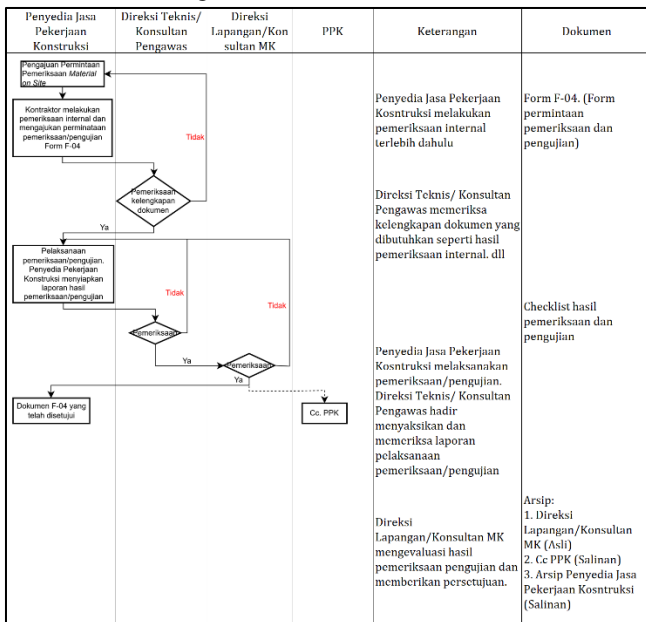 Penyedia Jasa
Pekerjaan
Konstruksi
Direksi Teknis/
Konsultan
Pengawas
Direksi
Lapangan/Kon
sultan MK
PPK
Keterangan
Dokumen
Pengajuan Permintaan
Pemeriksaan Material
on Site
Kontraktor melakukan
pemeriksaan internal dan
mengajukan perminataan
pemeriksaan/pengujian
Form F-04
Tidak
Pemeriksaan
kelengkapan
dokumen
Ya
Pelaksanaan
pemeriksaan/pengujian.
Penyedia Pekerjaan
Konstruksi menyiapkan
laporan hasil
pemeriksaan/pengujian
Tidak
Tidak
Pemeriksaan
Ya
Pemeriksaan
Ya
Dokumen F-04 yang
telah disetujui
Cc. PPK
Penyedia Jasa Pekerjaan
Kosntruksi melakukan
pemeriksaan internal
terlebih dahulu
Form F-04. (Form
permintaan
pemeriksaan dan
pengujian)
Direksi Teknis/ Konsultan
Pengawas memeriksa
kelengkapan dokumen yang
dibutuhkan seperti hasil
pemeriksaan internal. dll
Checklist hasil
pemeriksaan dan
pengujian
Penyedia Jasa Pekerjaan
Kosntruksi melaksanakan
pemeriksaan/pengujian.
Direksi Teknis/ Konsultan
Pengawas hadir
menyaksikan dan
memeriksa laporan
pelaksanaan
pemeriksaan/pengujian
Direksi
Lapangan/Konsultan MK
mengevaluasi hasil
pemeriksaan pengujian dan
memberikan persetujuan.
Arsip:
1. Direksi
Lapangan/Konsultan
MK (Asli)
2. Cc PPK (Salinan)
3. Arsip Penyedia Jasa
Pekerjaan Kosntruksi
(Salinan)